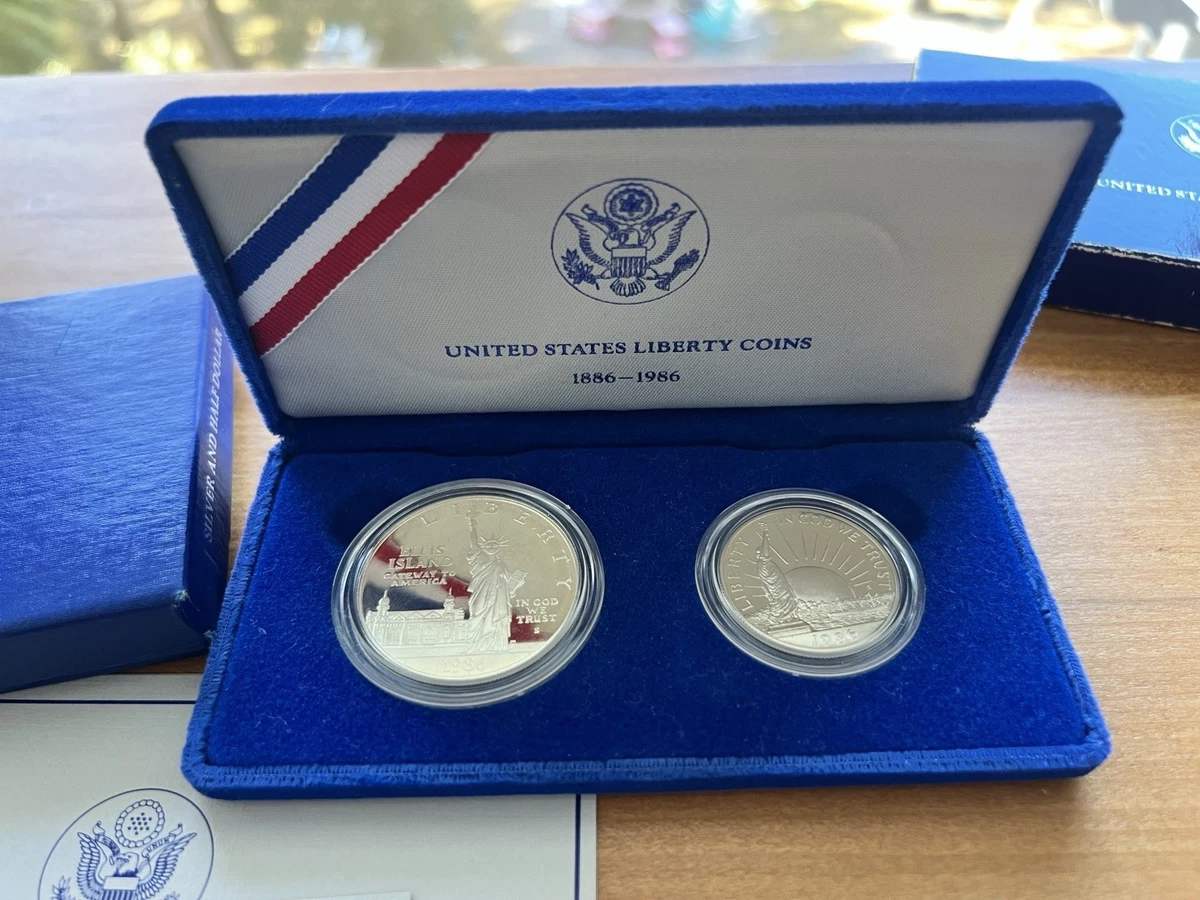 UNITED STATES LIBERTY COINS
1886–1986
UNITED STA
SILVER AND HALF DOLLAR
LIBERTY
ELLIS
ISLAND
GATEWAY TO
AMERICA
IN GOD
WE
TRUST
S
1986
LIBERTY
IN GOD WE TRUST
1986